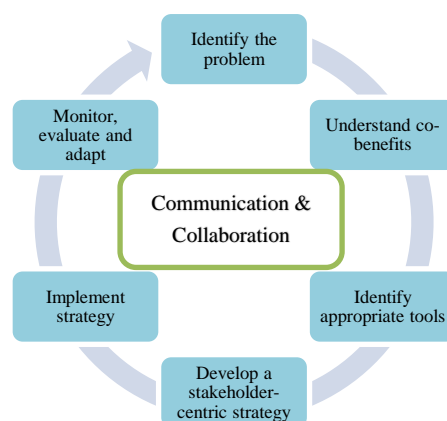 Identify the
problem
Understand co-
benefits
Identify
appropriate tools
Develop a
stakeholder-
centric strategy
Implement
strategy
Monitor,
evaluate and
adapt
Communication &
Collaboration